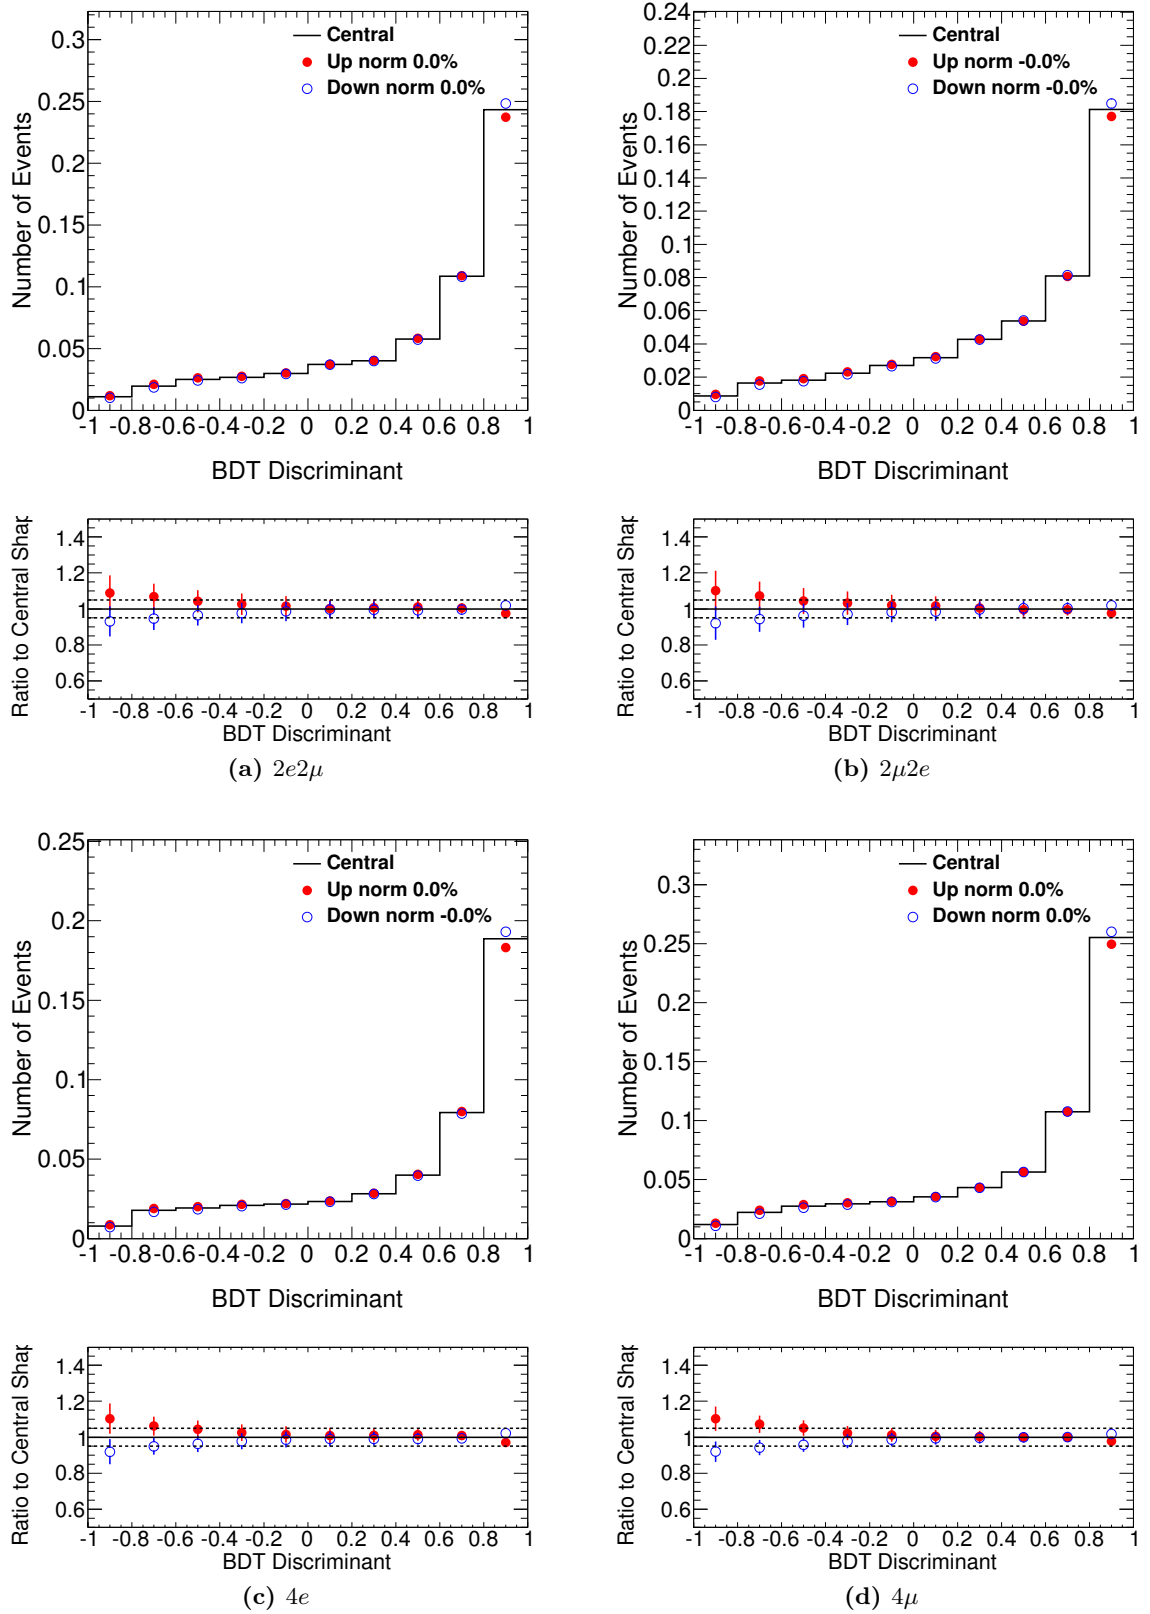 0.3
0.25
0.2
0.15
0.1
0.05
0
Number of Events
Central
Up norm 0.0%
Down norm 0.0%
-1 -0.8 -0.6 -0.4 -0.2 0 0.2 0.4 0.6 0.8 1
BDT Discriminant
1.4
1.2
1
0.8
0.6
Ratio to Central Shap
-1 -0.8 -0.6 -0.4 -0.2 0 0.2 0.4 0.6 0.8 1
BDT Discriminant
(a) 2e2μ
0.24
0.22
0.2
0.18
0.16
0.14
0.12
0.1
0.08
0.06
0.04
0.02
0
Number of Events
Central
Up norm -0.0%
Down norm -0.0%
-1 -0.8 -0.6 -0.4 -0.2 0 0.2 0.4 0.6 0.8 1
BDT Discriminant
1.4
1.2
1
0.8
0.6
Ratio to Central Shap
-1 -0.8 -0.6 -0.4 -0.2 0 0.2 0.4 0.6 0.8 1
BDT Discriminant
(b) 2μ2e
0.25
0.2
0.15
0.1
0.05
0
Number of Events
Central
Up norm 0.0%
Down norm -0.0%
-1 -0.8 -0.6 -0.4 -0.2 0 0.2 0.4 0.6 0.8 1
BDT Discriminant
1.4
1.2
1
0.8
0.6
Ratio to Central Shap
-1 -0.8 -0.6 -0.4 -0.2 0 0.2 0.4 0.6 0.8 1
BDT Discriminant
(c) 4e
0.3
0.25
0.2
0.15
0.1
0.05
0
Number of Events
Central
Up norm 0.0%
Down norm 0.0%
-1 -0.8 -0.6 -0.4 -0.2 0 0.2 0.4 0.6 0.8 1
BDT Discriminant
1.4
1.2
1
0.8
0.6
Ratio to Central Shap
-1 -0.8 -0.6 -0.4 -0.2 0 0.2 0.4 0.6 0.8 1
BDT Discriminant
(d) 4μ